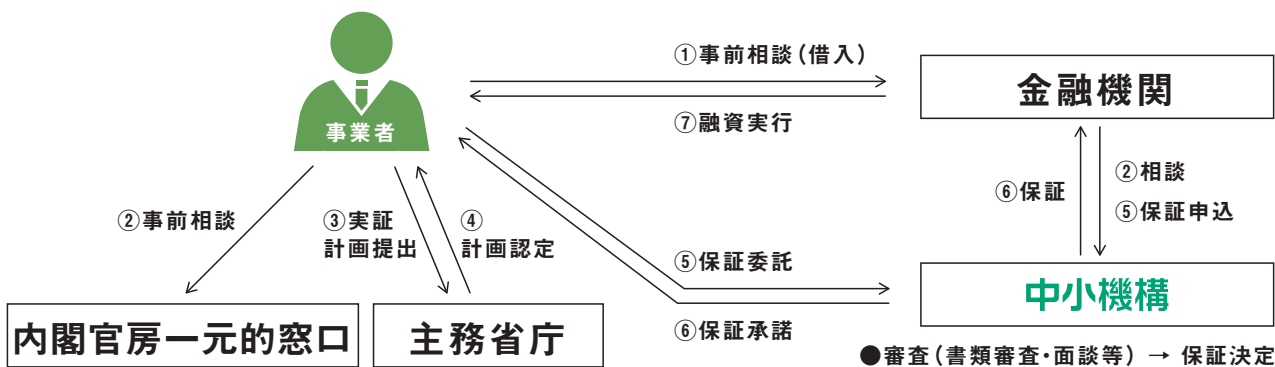 ①事前相談（借入）
金融機関
⑦融資実行
事業者
②事前相談
③実証
計画提出
④
計画認定
⑥保証
②相談
⑤保証申込
⑤保証委託
⑥保証承諾
内閣官房一元的窓口
主務省庁
中小機構
●審査（書類審査・面談等） → 保証決定